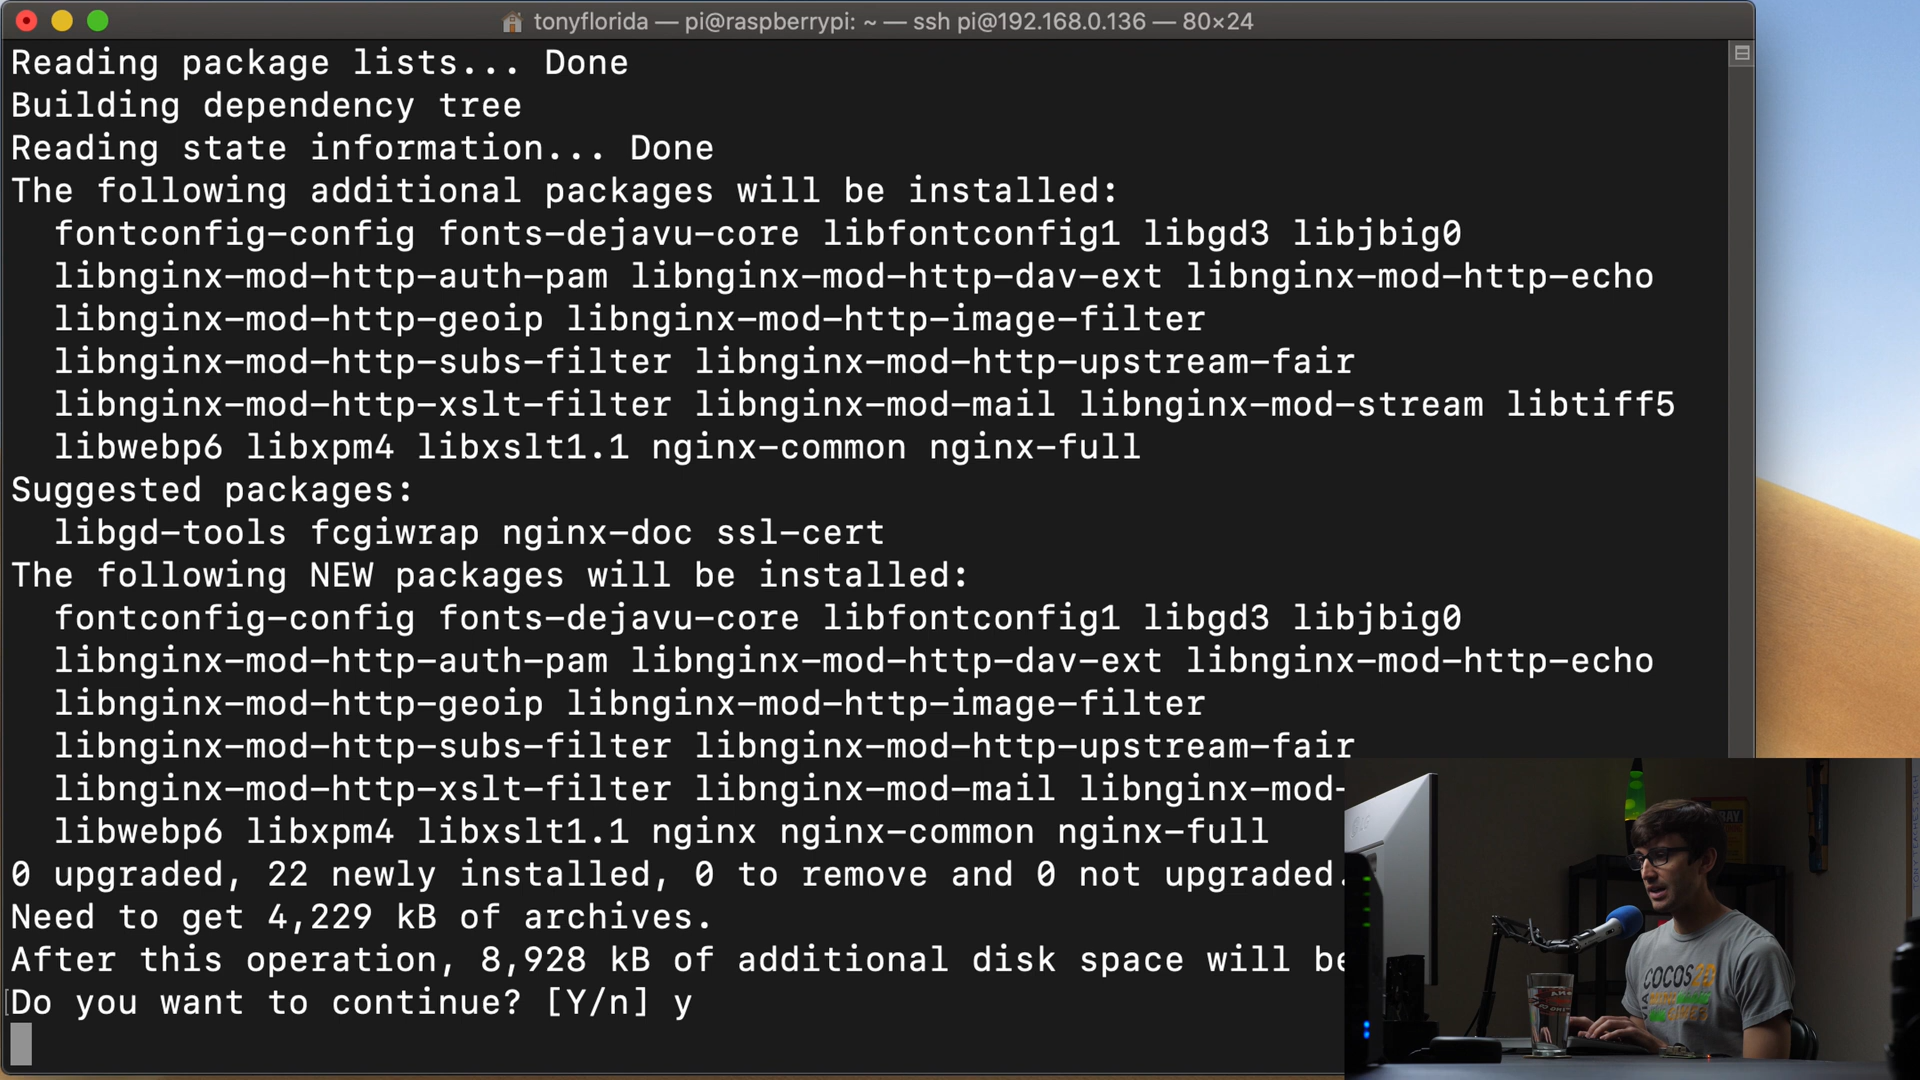 tonyflorida — pi@raspberrypi: ~ — ssh pi@192.168.0.136 — 80×24
Reading package lists... Done
Building dependency tree
Reading state information... Done
The following additional packages will be installed:
fontconfig-config fonts-dejavu-core libfontconfig1 libgd3 libjbig0
libnginx-mod-http-auth-pam libnginx-mod-http-dav-ext libnginx-mod-http-echo
libnginx-mod-http-geoip libnginx-mod-http-image-filter
libnginx-mod-http-subs-filter libnginx-mod-http-upstream-fair
libnginx-mod-http-xslt-filter libnginx-mod-mail libnginx-mod-stream libtiff5
libwebp6 libxpm4 libxslt1.1 nginx-common nginx-full
Suggested packages:
libgd-tools fcgiwrap nginx-doc ssl-cert
The following NEW packages will be installed:
fontconfig-config fonts-dejavu-core libfontconfig1 libgd3 libjbig0
libnginx-mod-http-auth-pam libnginx-mod-http-dav-ext libnginx-mod-http-echo
libnginx-mod-http-geoip libnginx-mod-http-image-filter
libnginx-mod-http-subs-filter libnginx-mod-http-upstream-fair
libnginx-mod-http-xslt-filter libnginx-mod-mail libnginx-mod-
libwebp6 libxpm4 libxslt1.1 nginx nginx-common nginx-full
0 upgraded, 22 newly installed, 0 to remove and 0 not upgraded.
Need to get 4,229 kB of archives.
After this operation, 8,928 kB of additional disk space will be
Do you want to continue? [Y/n] y
COCOS2D